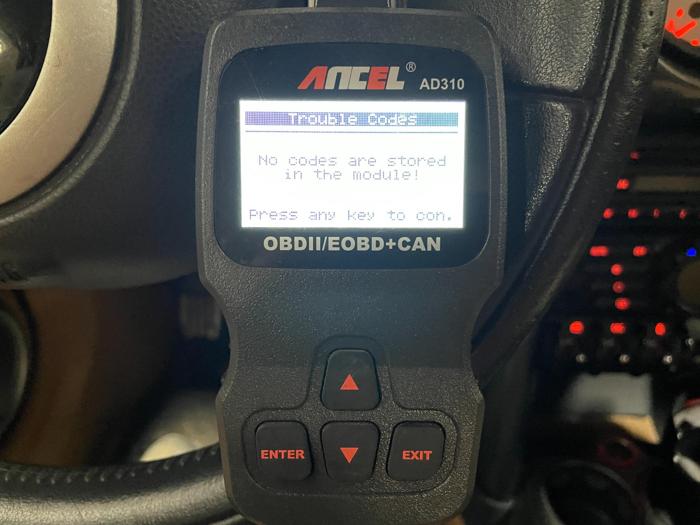 ANCEL®
AD310
Trouble Codes
No codes are stored
in the module!
Press any key to con.
OBDII/EOBD+CAN
ENTER
EXIT